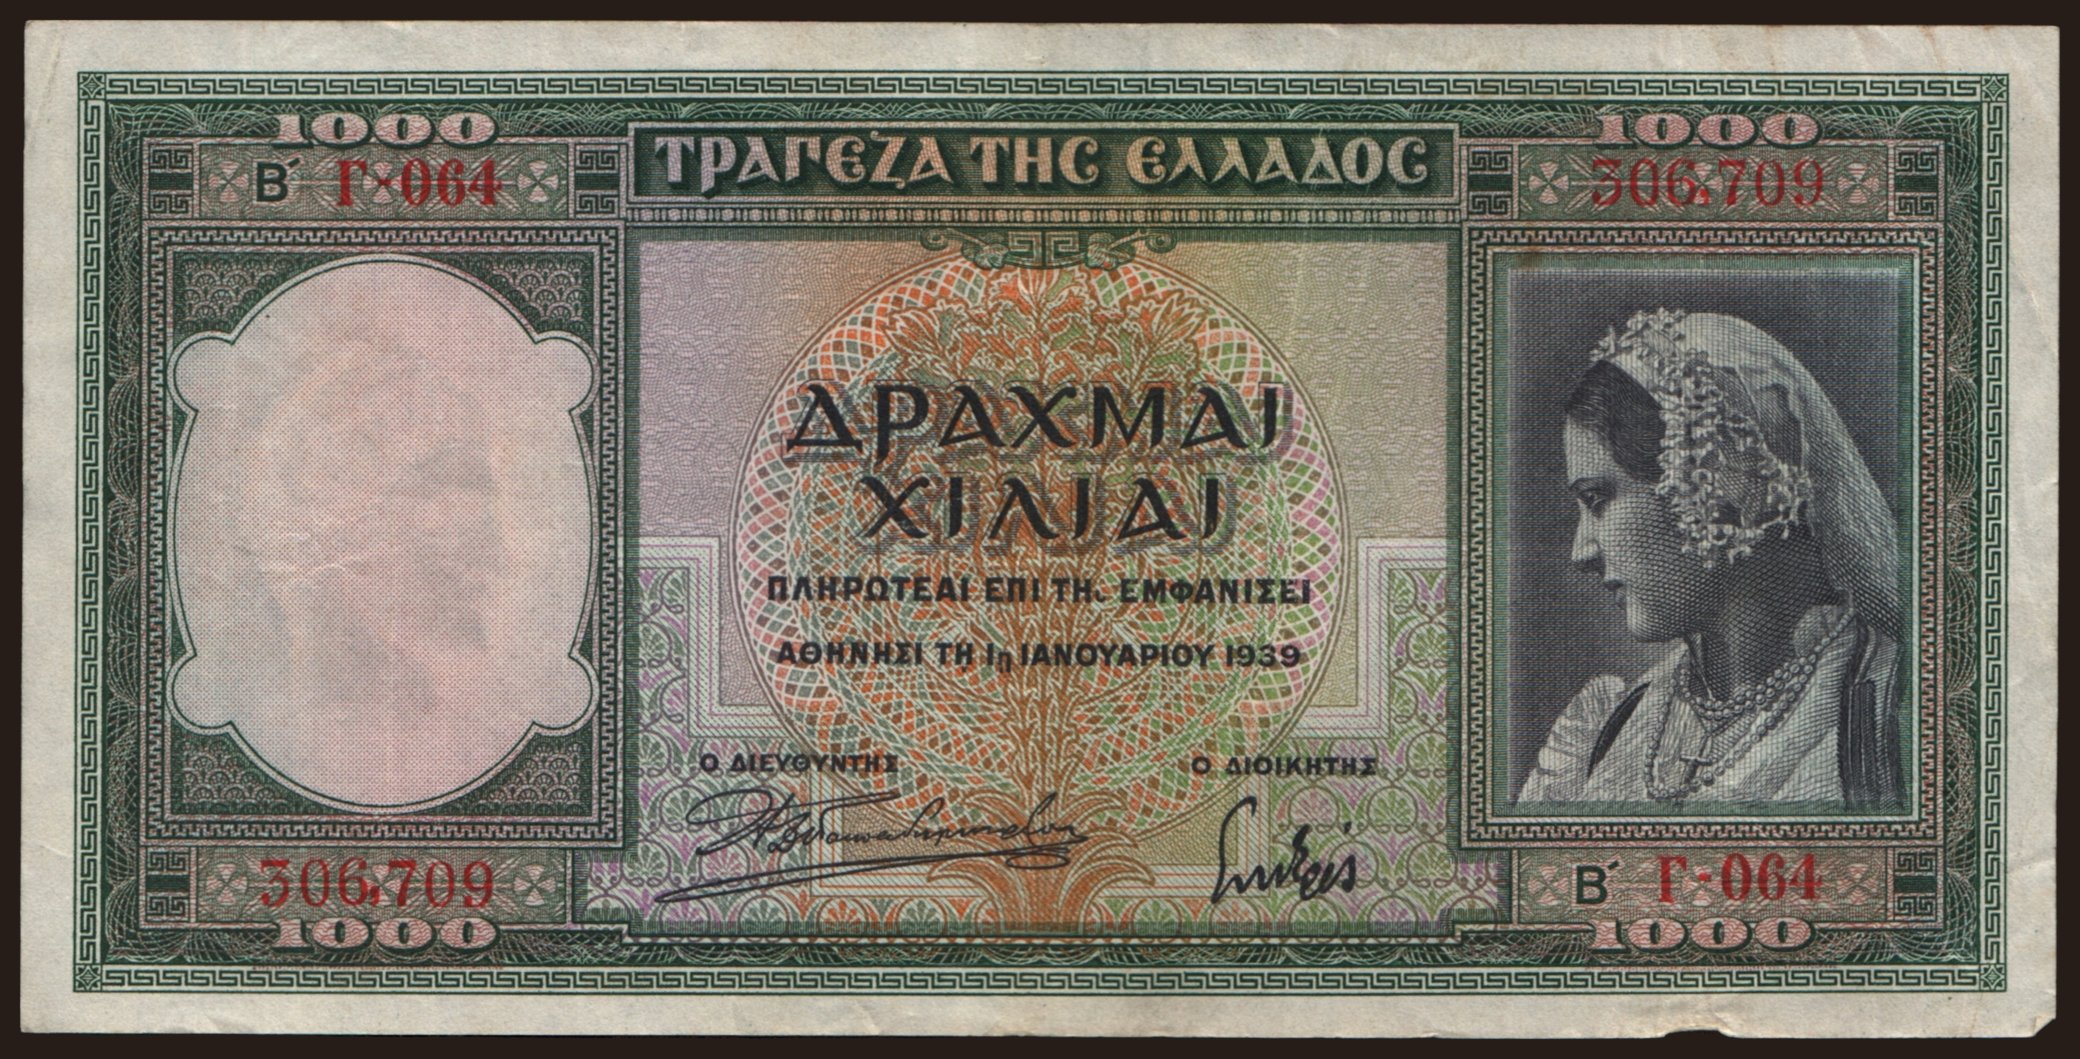 1000 1000
Β΄ Γ-064 ΤΡΑΠΕΖΑ ΤΗΣ ΕΛΛΑΔΟΣ 306,709
ΔΡΑΧΜΑΙ
ΧΙΛΙΑΙ
ΠΛΗΡΩΤΕΑΙ ΕΠΙ ΤΗι ΕΜΦΑΝΙΣΕΙ
ΑΘΗΝΗΣΙ ΤΗ 1η ΙΑΝΟΥΑΡΙΟΥ 1939
Ο ΔΙΕΥΘΥΝΤΗΣ Ο ΔΙΟΙΚΗΤΗΣ
306,709 Β΄ Γ-064
1000 1000